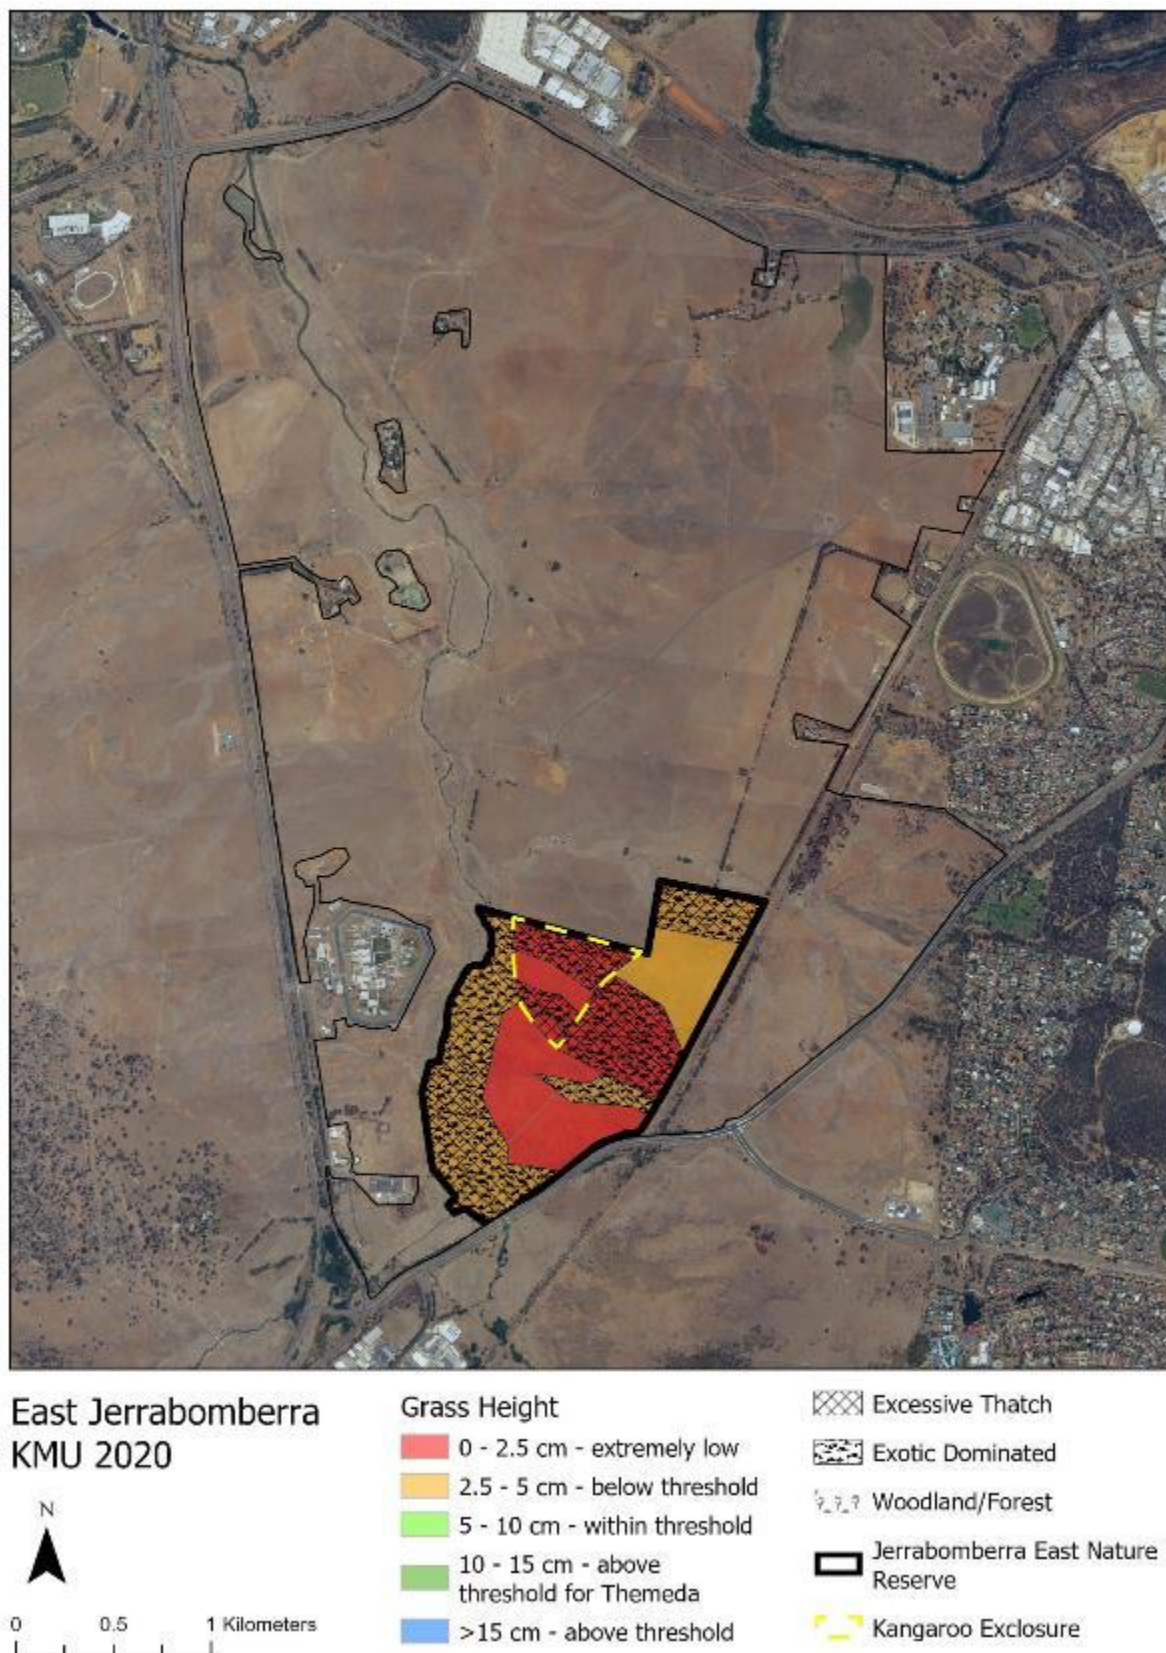 East Jerrabomberra
KMU 2020
N
0 0.5 1 Kilometers
Grass Height
0 - 2.5 cm - extremely low
2.5 - 5 cm - below threshold
5 - 10 cm - within threshold
10 - 15 cm - above
threshold for Themeda
>15 cm - above threshold
Excessive Thatch
Exotic Dominated
Woodland/Forest
Jerrabomberra East Nature
Reserve
Kangaroo Exclosure